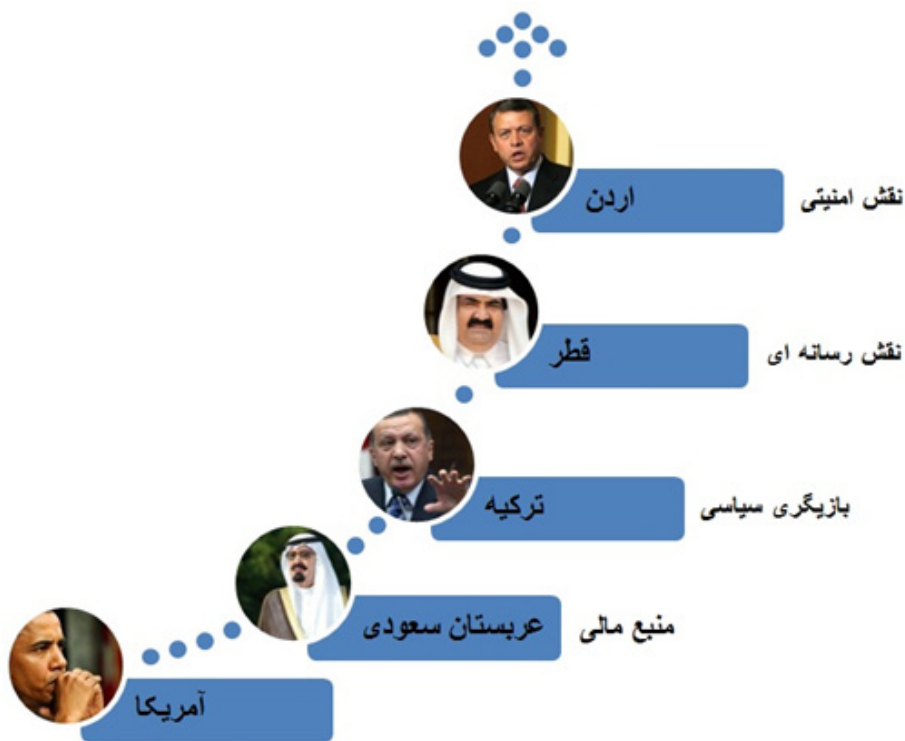 اردن
نقش امنیتی
قطر
نقش رسانه ای
ترکیه
بازیگری سیاسی
عربستان سعودی
منبع مالی
آمریکا